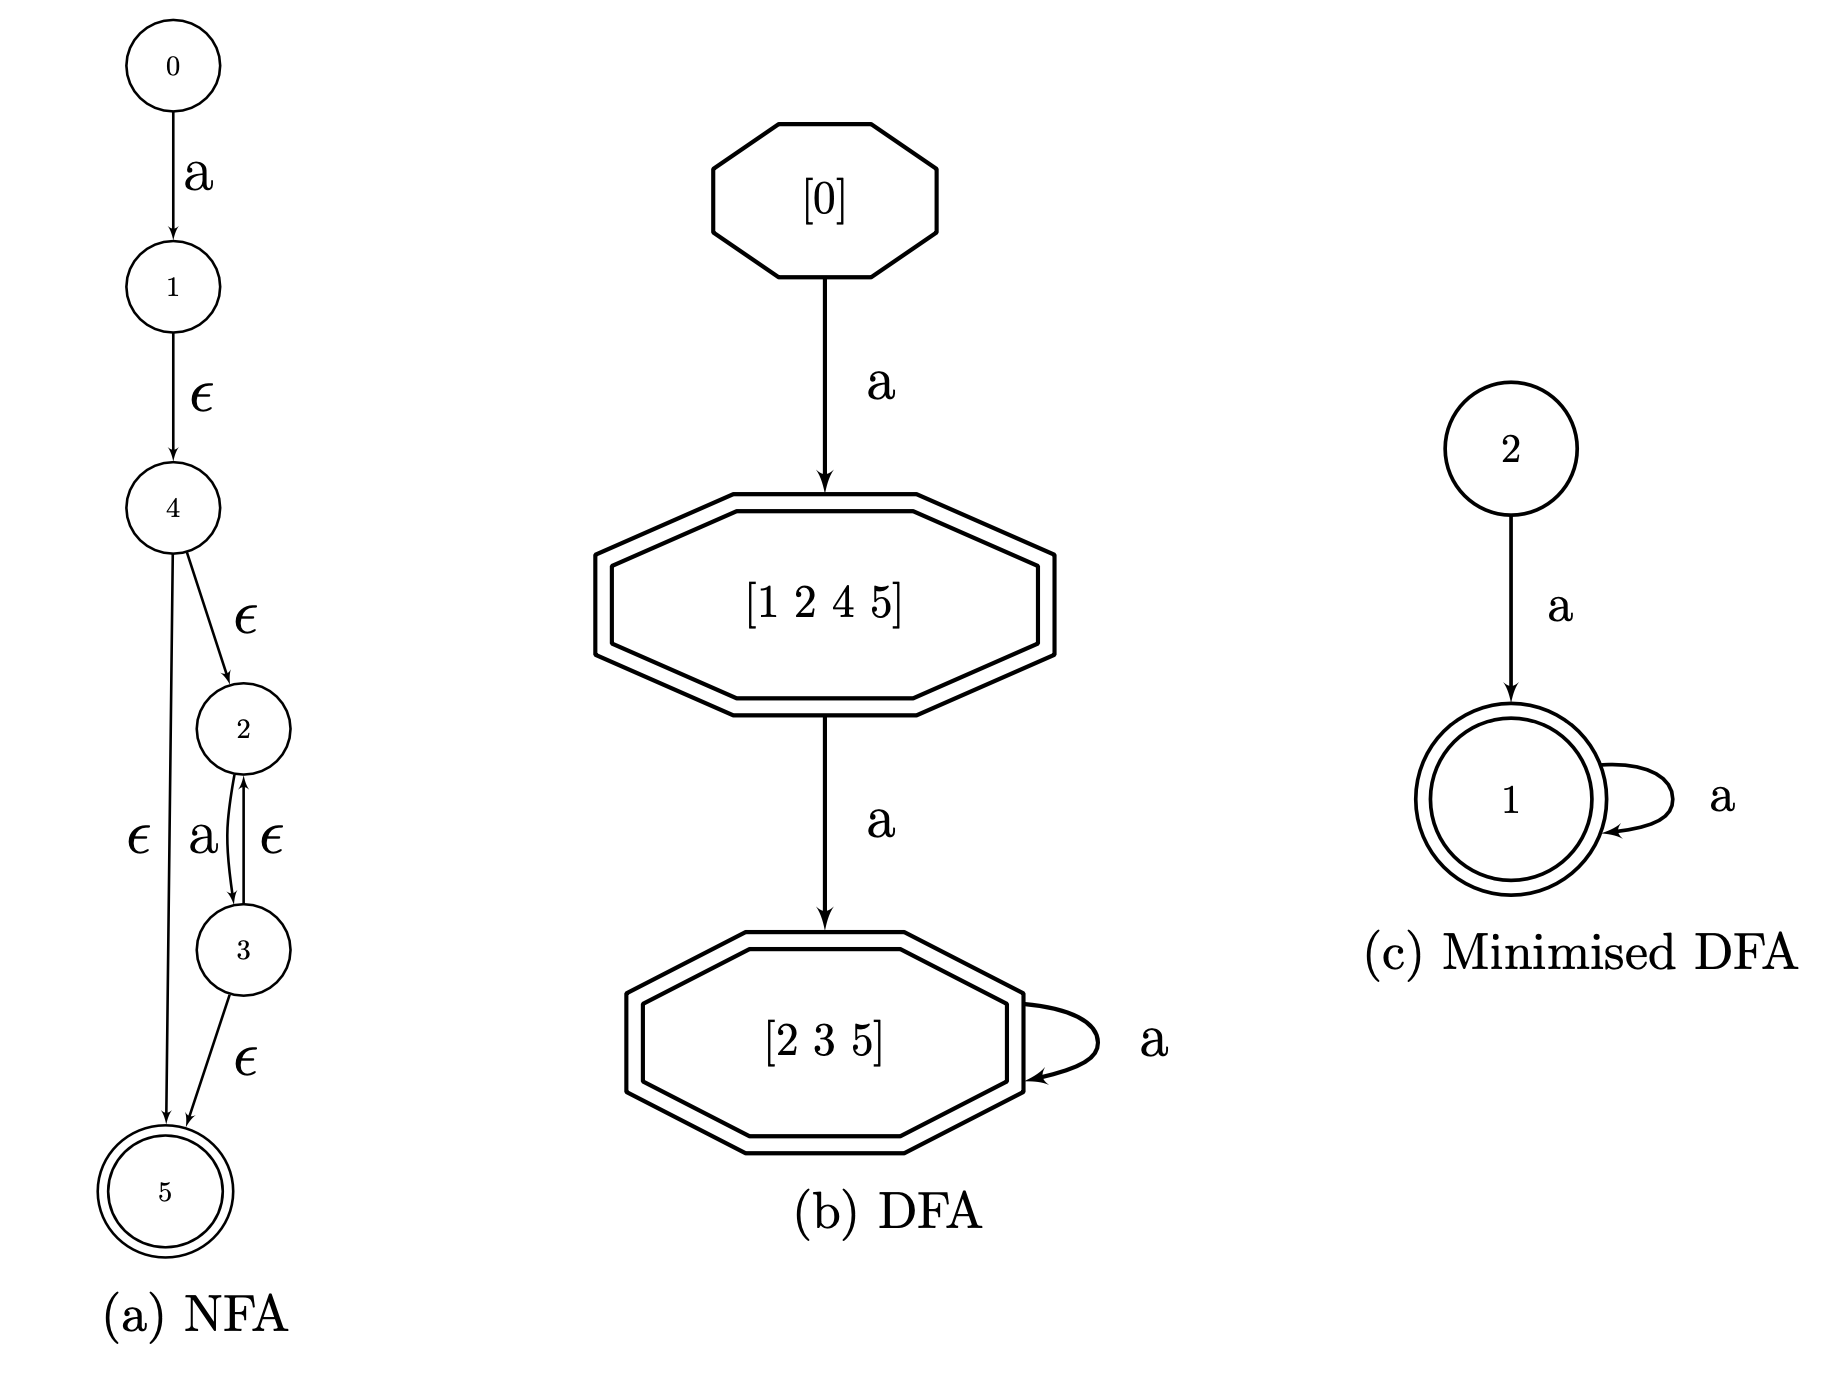 0
a
1
ϵ
4
ϵ
2
ϵ a ϵ
3
ϵ
5
(a) NFA
[0]
a
[1 2 4 5]
a
[2 3 5]
a
(b) DFA
2
a
1
a
(c) Minimised DFA